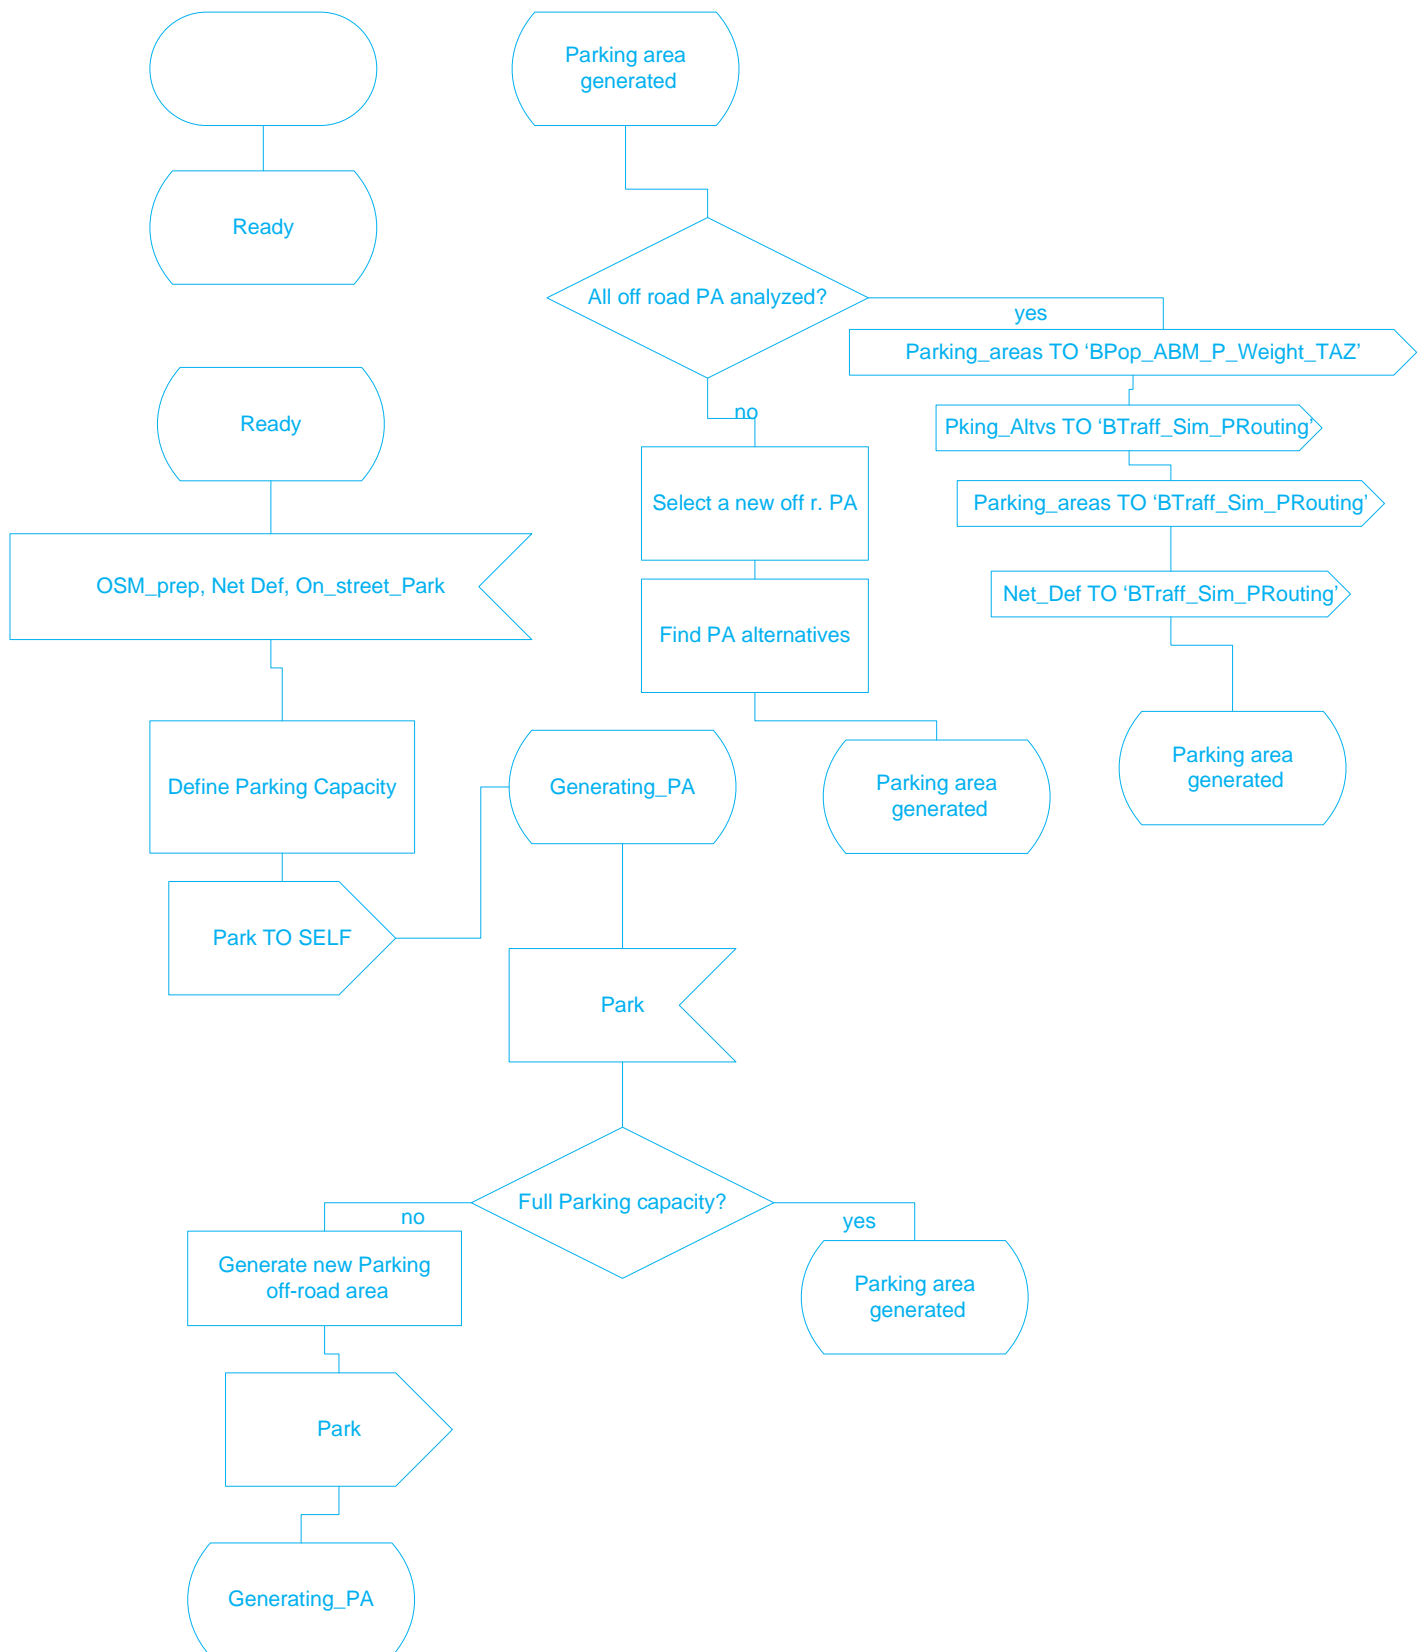 Parking area
generated
Ready
All off road PA analyzed?
yes
Parking_areas TO ‘BPop_ABM_P_Weight_TAZ’
no
Pking_Altvs TO ‘BTraff_Sim_PRouting’
Ready
Select a new off r. PA
Parking_areas TO ‘BTraff_Sim_PRouting’
OSM_prep, Net Def, On_street_Park
Net_Def TO ‘BTraff_Sim_PRouting’
Find PA alternatives
Parking area
generated
Define Parking Capacity
Generating_PA
Parking area
generated
Park TO SELF
Park
Full Parking capacity?
no
yes
Generate new Parking
off-road area
Parking area
generated
Park
Generating_PA